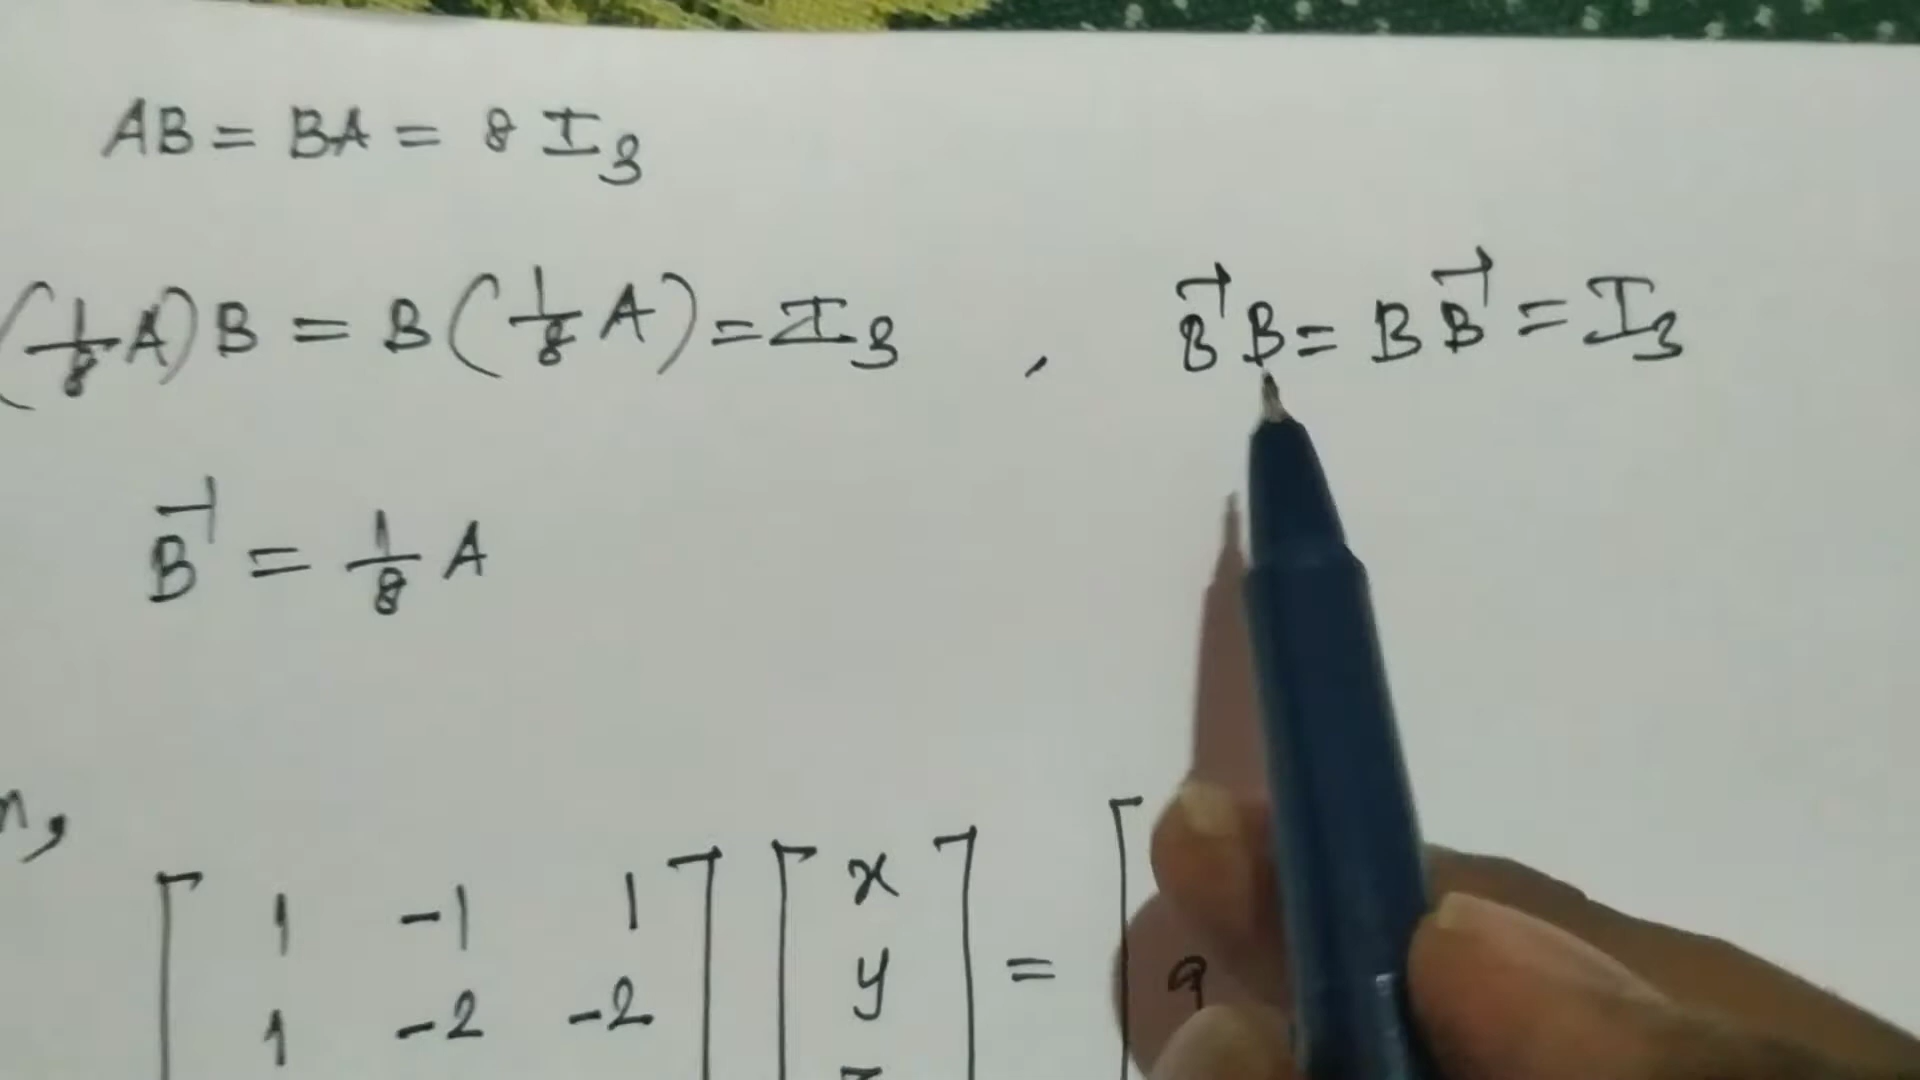 AB = BA = 8 I₃
(1/8 A) B = B (1/8 A) = I₃ , B⁻¹ B = B B⁻¹ = I₃
B⁻¹ = 1/8 A
[ 1 -1 1 ] [ x ] = [
[ 1 -2 -2 ] [ y ] = [ 9